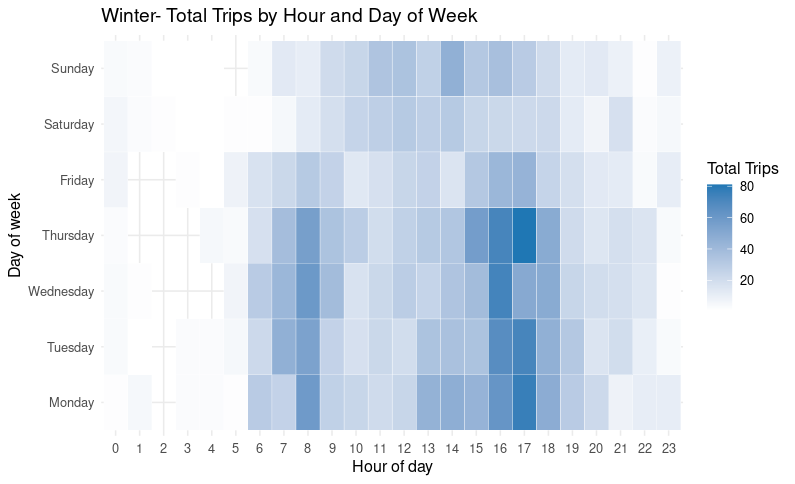 Winter- Total Trips by Hour and Day of Week
Day of week
Sunday
Saturday
Friday
Thursday
Wednesday
Tuesday
Monday
0 1 2 3 4 5 6 7 8 9 10 11 12 13 14 15 16 17 18 19 20 21 22 23
Hour of day
Total Trips
80
60
40
20